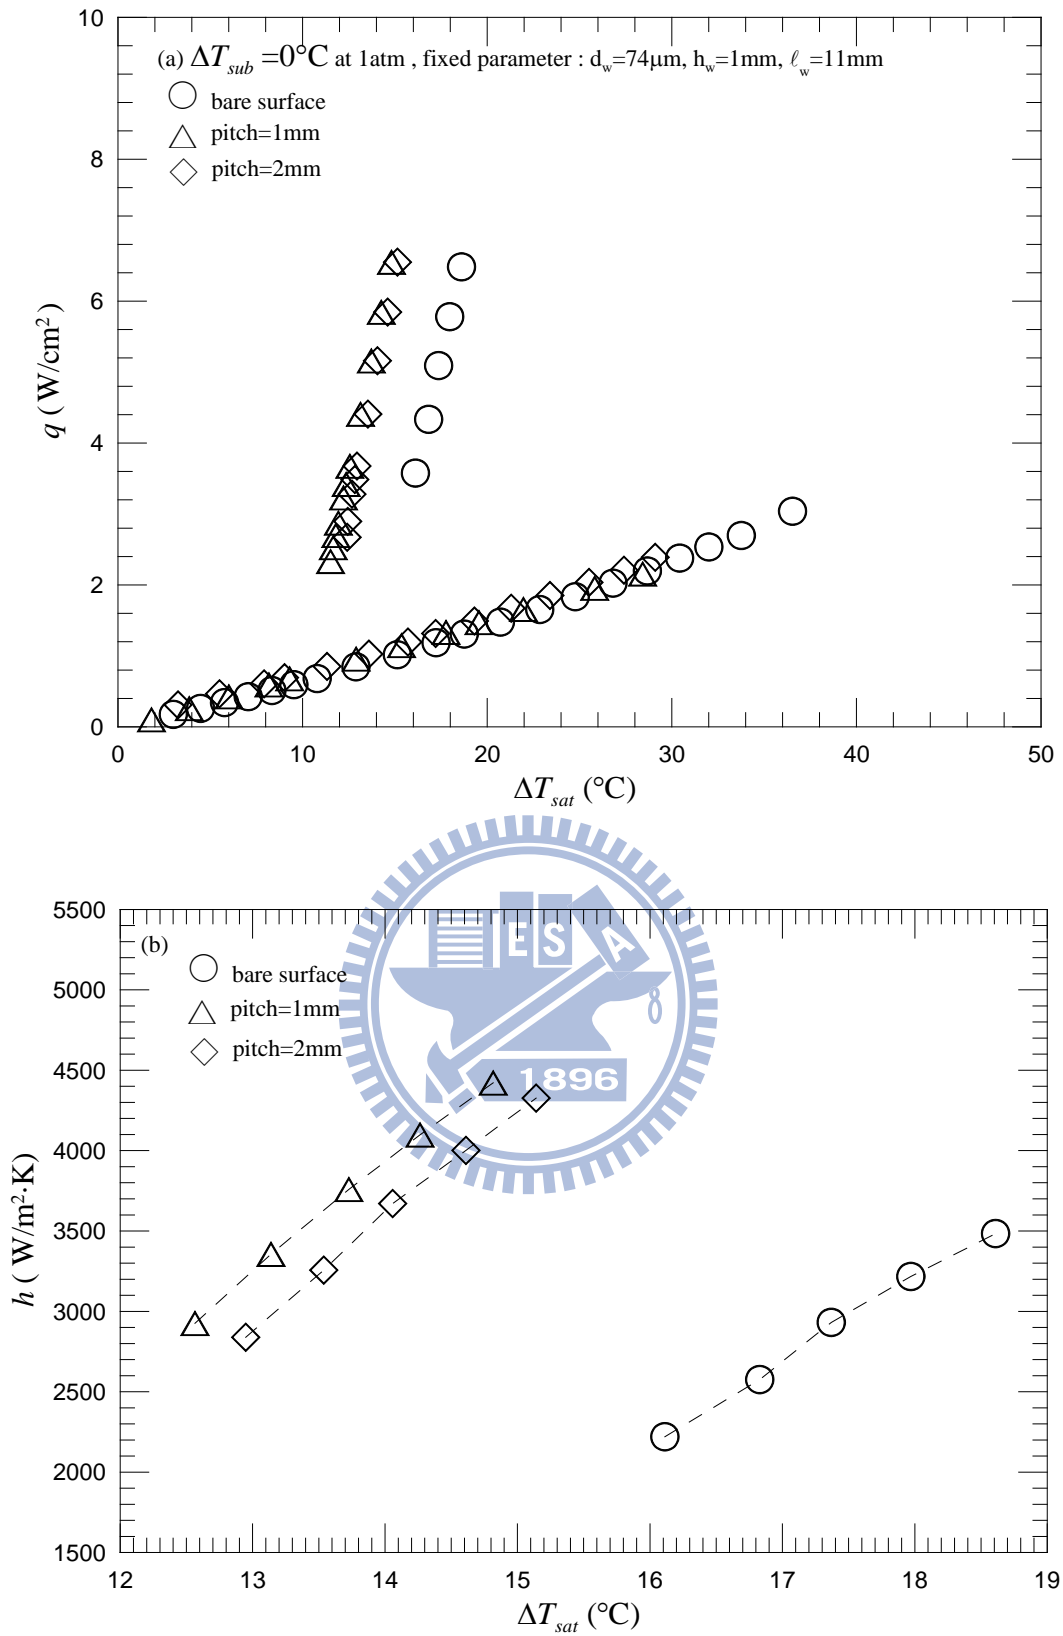 10
(a) ΔT_sub =0°C at 1atm , fixed parameter : d_w=74μm, h_w=1mm, ℓ_w=11mm
bare surface
pitch=1mm
pitch=2mm
8
6
4
2
0
q ( W/cm²)
0 10 20 30 40 50
ΔT_sat (°C)
5500
(b)
bare surface
pitch=1mm
pitch=2mm
E S A
1896
5000
4500
4000
3500
3000
2500
2000
1500
h ( W/m²·K)
12 13 14 15 16 17 18 19
ΔT_sat (°C)